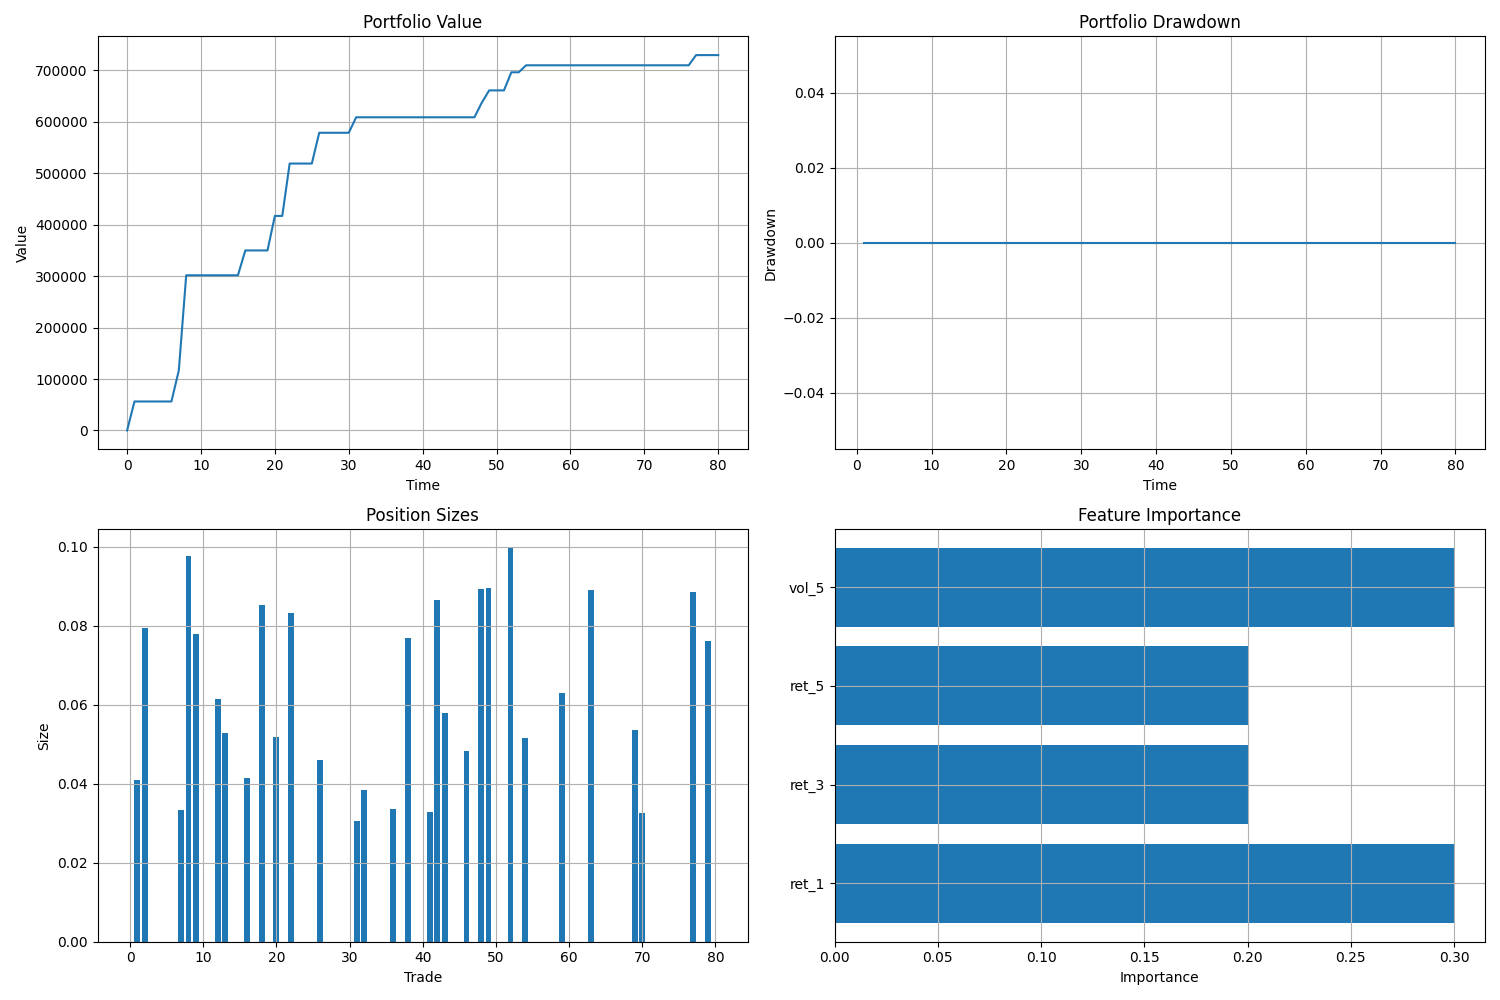 Portfolio Value
Value
700000
600000
500000
400000
300000
200000
100000
0
0 10 20 30 40 50 60 70 80
Time
Portfolio Drawdown
Drawdown
0.04
0.02
0.00
−0.02
−0.04
0 10 20 30 40 50 60 70 80
Time
Position Sizes
Size
0.10
0.08
0.06
0.04
0.02
0.00
0 10 20 30 40 50 60 70 80
Trade
Feature Importance
vol_5
ret_5
ret_3
ret_1
0.00 0.05 0.10 0.15 0.20 0.25 0.30
Importance